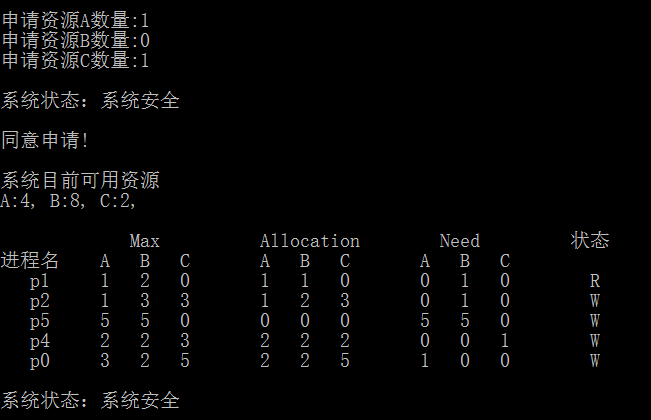 申请资源A数量:1
申请资源B数量:0
申请资源C数量:1
系统状态: 系统安全
同意申请!
系统目前可用资源
A:4, B:8, C:2,
Max Allocation Need 状态
进程名 A B C A B C A B C
p1 1 2 0 1 1 0 0 1 0 R
p2 1 3 3 1 2 3 0 1 0 W
p5 5 5 0 0 0 0 5 5 0 W
p4 2 2 3 2 2 2 0 0 1 W
p0 3 2 5 2 2 5 1 0 0 W
系统状态: 系统安全